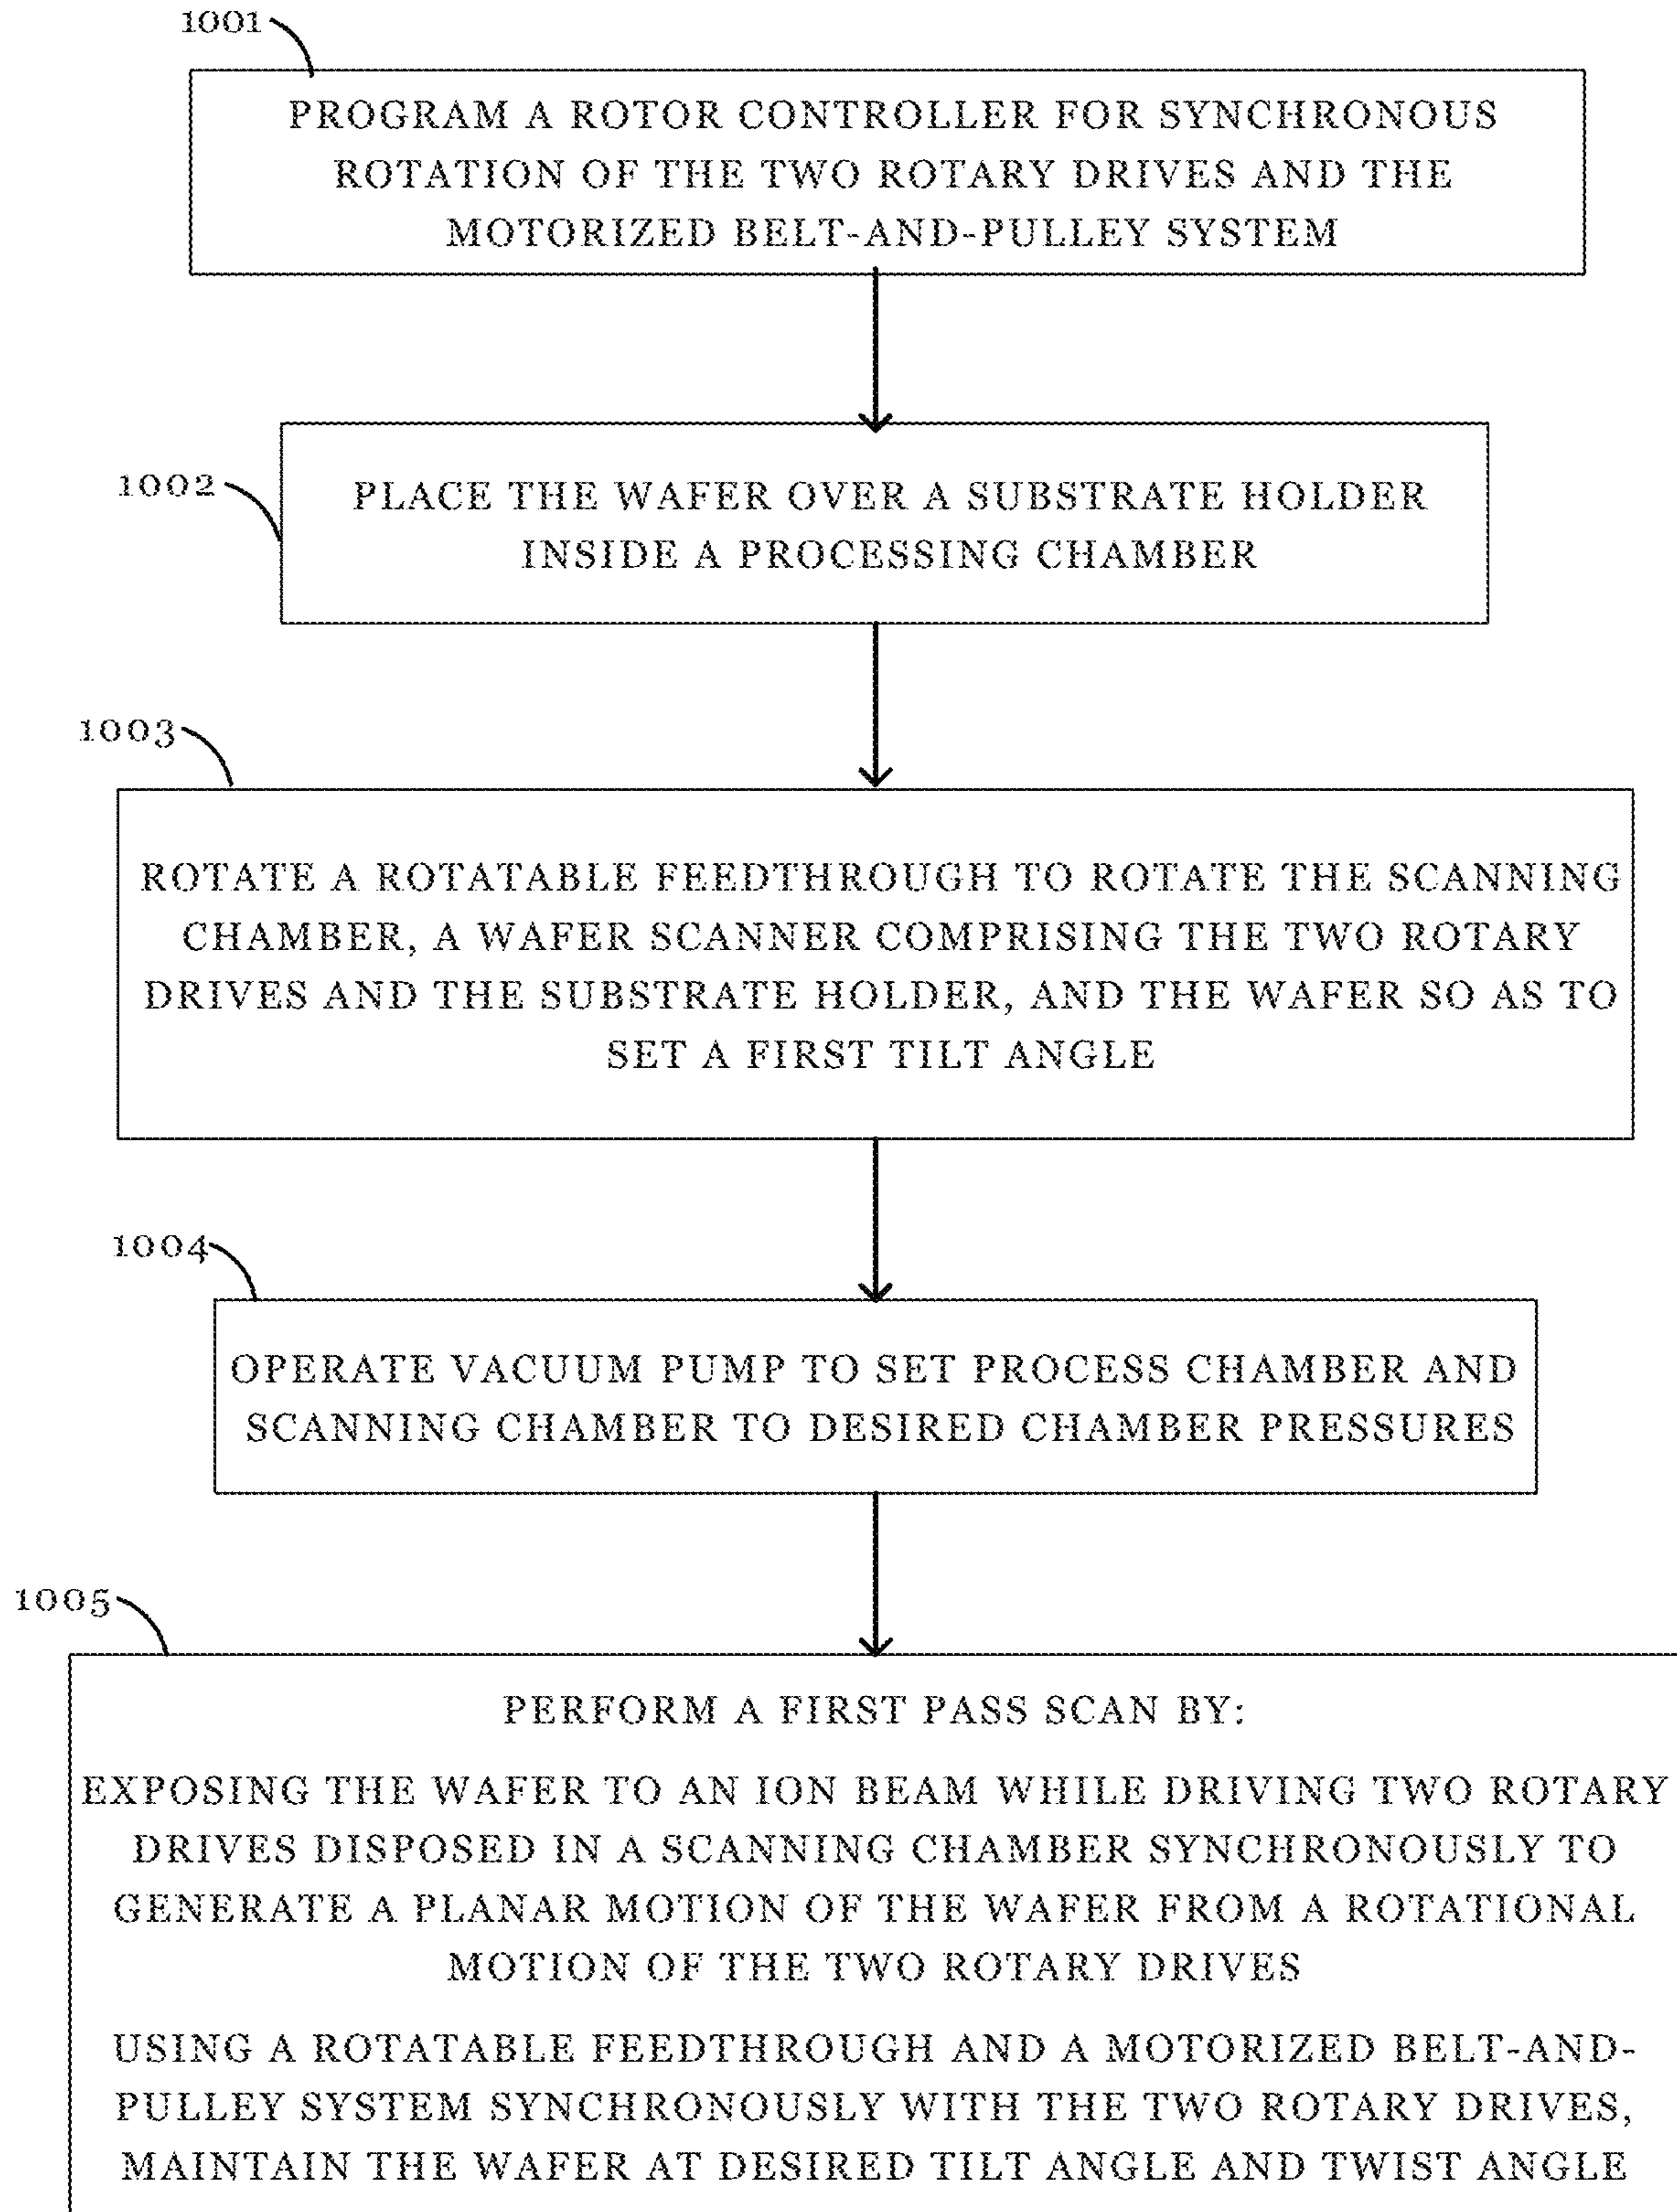 1001
PROGRAM A ROTOR CONTROLLER FOR SYNCHRONOUS
ROTATION OF THE TWO ROTARY DRIVES AND THE
MOTORIZED BELT-AND-PULLEY SYSTEM
1002
PLACE THE WAFER OVER A SUBSTRATE HOLDER
INSIDE A PROCESSING CHAMBER
1003
ROTATE A ROTATABLE FEEDTHROUGH TO ROTATE THE SCANNING
CHAMBER, A WAFER SCANNER COMPRISING THE TWO ROTARY
DRIVES AND THE SUBSTRATE HOLDER, AND THE WAFER SO AS TO
SET A FIRST TILT ANGLE
1004
OPERATE VACUUM PUMP TO SET PROCESS CHAMBER AND
SCANNING CHAMBER TO DESIRED CHAMBER PRESSURES
1005
PERFORM A FIRST PASS SCAN BY:
EXPOSING THE WAFER TO AN ION BEAM WHILE DRIVING TWO ROTARY
DRIVES DISPOSED IN A SCANNING CHAMBER SYNCHRONOUSLY TO
GENERATE A PLANAR MOTION OF THE WAFER FROM A ROTATIONAL
MOTION OF THE TWO ROTARY DRIVES
USING A ROTATABLE FEEDTHROUGH AND A MOTORIZED BELT-AND-
PULLEY SYSTEM SYNCHRONOUSLY WITH THE TWO ROTARY DRIVES,
MAINTAIN THE WAFER AT DESIRED TILT ANGLE AND TWIST ANGLE